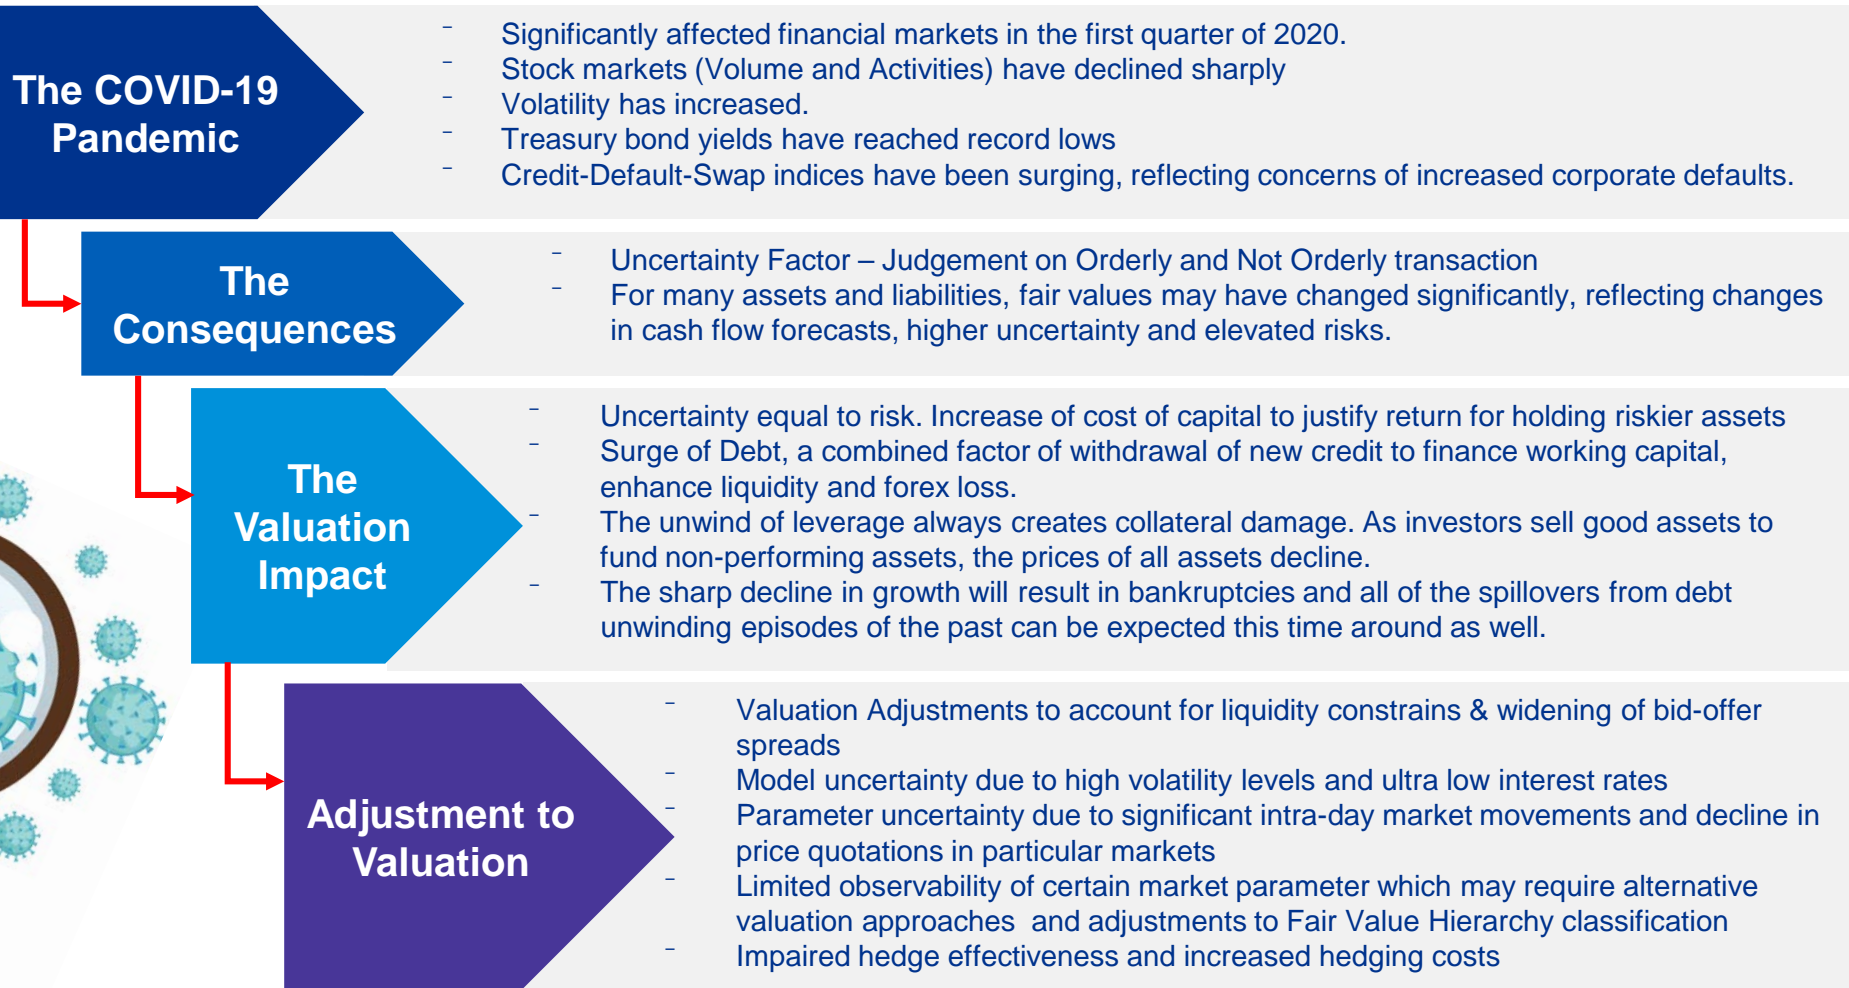 The COVID-19
Pandemic
⁻ Significantly affected financial markets in the first quarter of 2020.
⁻ Stock markets (Volume and Activities) have declined sharply
⁻ Volatility has increased.
⁻ Treasury bond yields have reached record lows
⁻ Credit-Default-Swap indices have been surging, reflecting concerns of increased corporate defaults.
The
Consequences
⁻ Uncertainty Factor – Judgement on Orderly and Not Orderly transaction
⁻ For many assets and liabilities, fair values may have changed significantly, reflecting changes
in cash flow forecasts, higher uncertainty and elevated risks.
The
Valuation
Impact
⁻ Uncertainty equal to risk. Increase of cost of capital to justify return for holding riskier assets
⁻ Surge of Debt, a combined factor of withdrawal of new credit to finance working capital,
enhance liquidity and forex loss.
⁻ The unwind of leverage always creates collateral damage. As investors sell good assets to
fund non-performing assets, the prices of all assets decline.
⁻ The sharp decline in growth will result in bankruptcies and all of the spillovers from debt
unwinding episodes of the past can be expected this time around as well.
Adjustment to
Valuation
⁻ Valuation Adjustments to account for liquidity constrains & widening of bid-offer
spreads
⁻ Model uncertainty due to high volatility levels and ultra low interest rates
⁻ Parameter uncertainty due to significant intra-day market movements and decline in
price quotations in particular markets
⁻ Limited observability of certain market parameter which may require alternative
valuation approaches and adjustments to Fair Value Hierarchy classification
⁻ Impaired hedge effectiveness and increased hedging costs